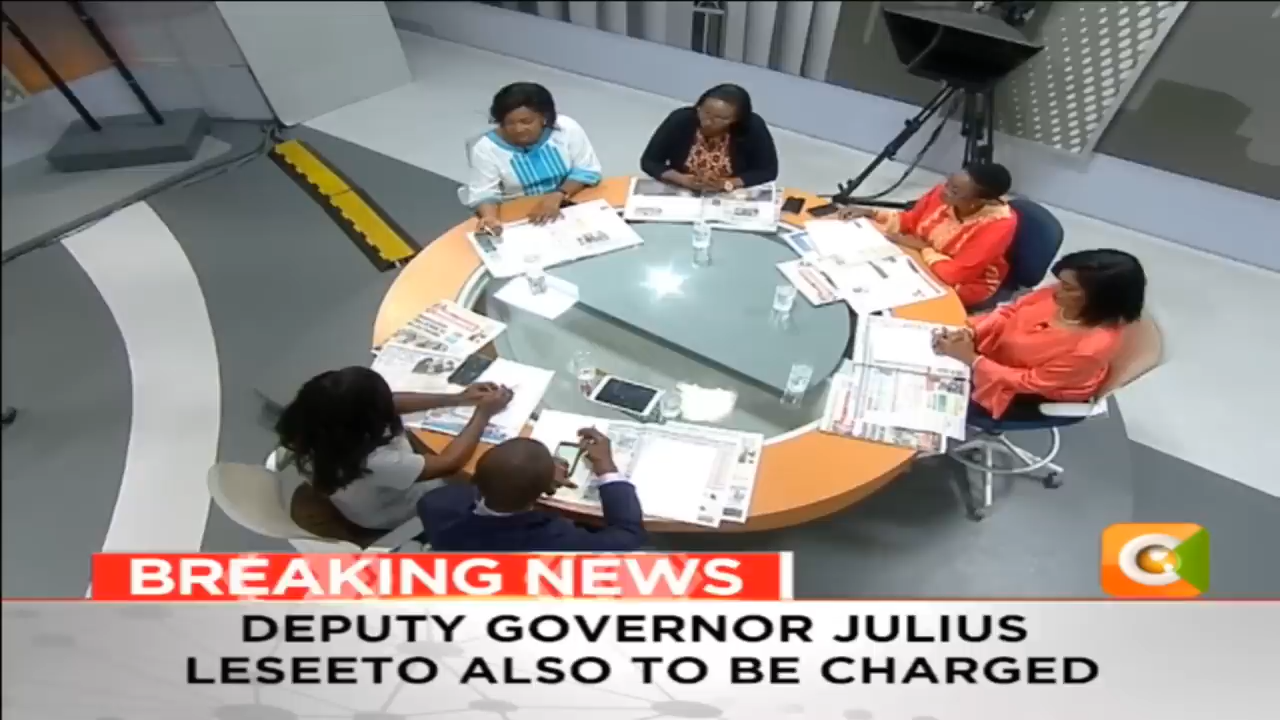 BREAKING NEWS
DEPUTY GOVERNOR JULIUS
LESEETO ALSO TO BE CHARGED